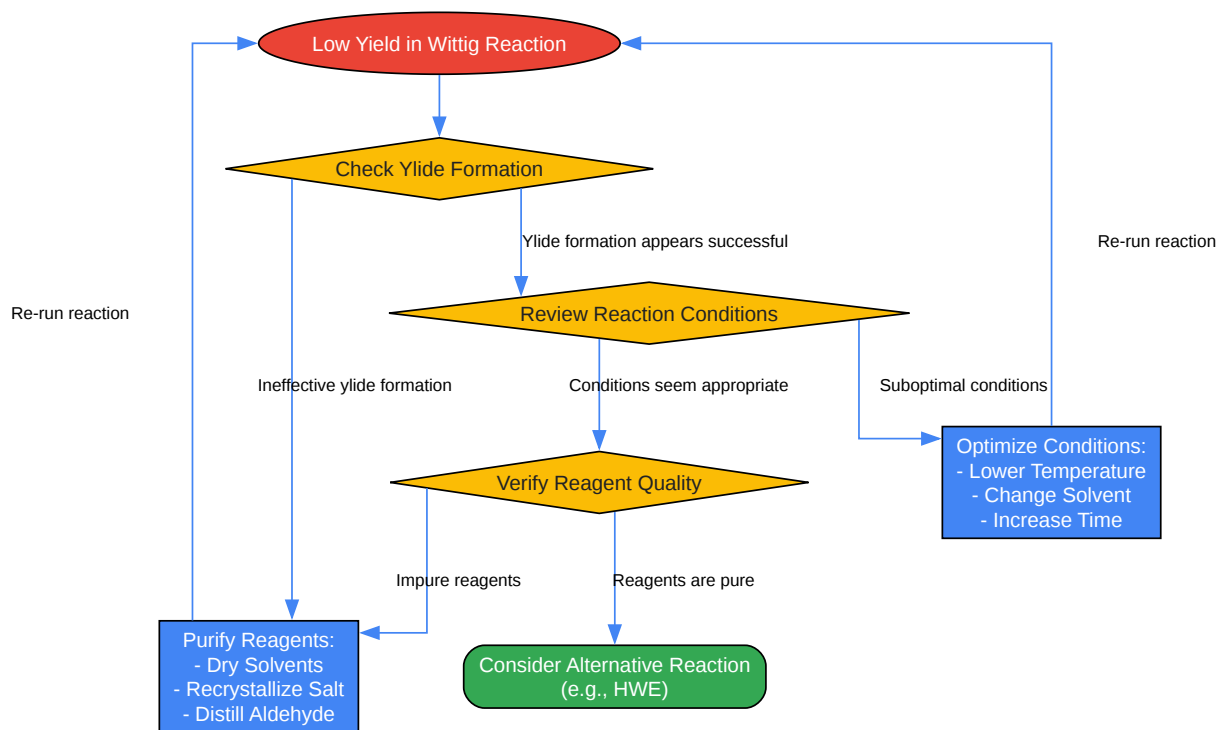 Low Yield in Wittig Reaction
Check Ylide Formation
Ylide formation appears successful
Re-run reaction
Re-run reaction
Review Reaction Conditions
Ineffective ylide formation
Conditions seem appropriate
Suboptimal conditions
Optimize Conditions:
- Lower Temperature
- Change Solvent
- Increase Time
Verify Reagent Quality
Impure reagents
Reagents are pure
Purify Reagents:
- Dry Solvents
- Recrystallize Salt
- Distill Aldehyde
Consider Alternative Reaction
(e.g., HWE)